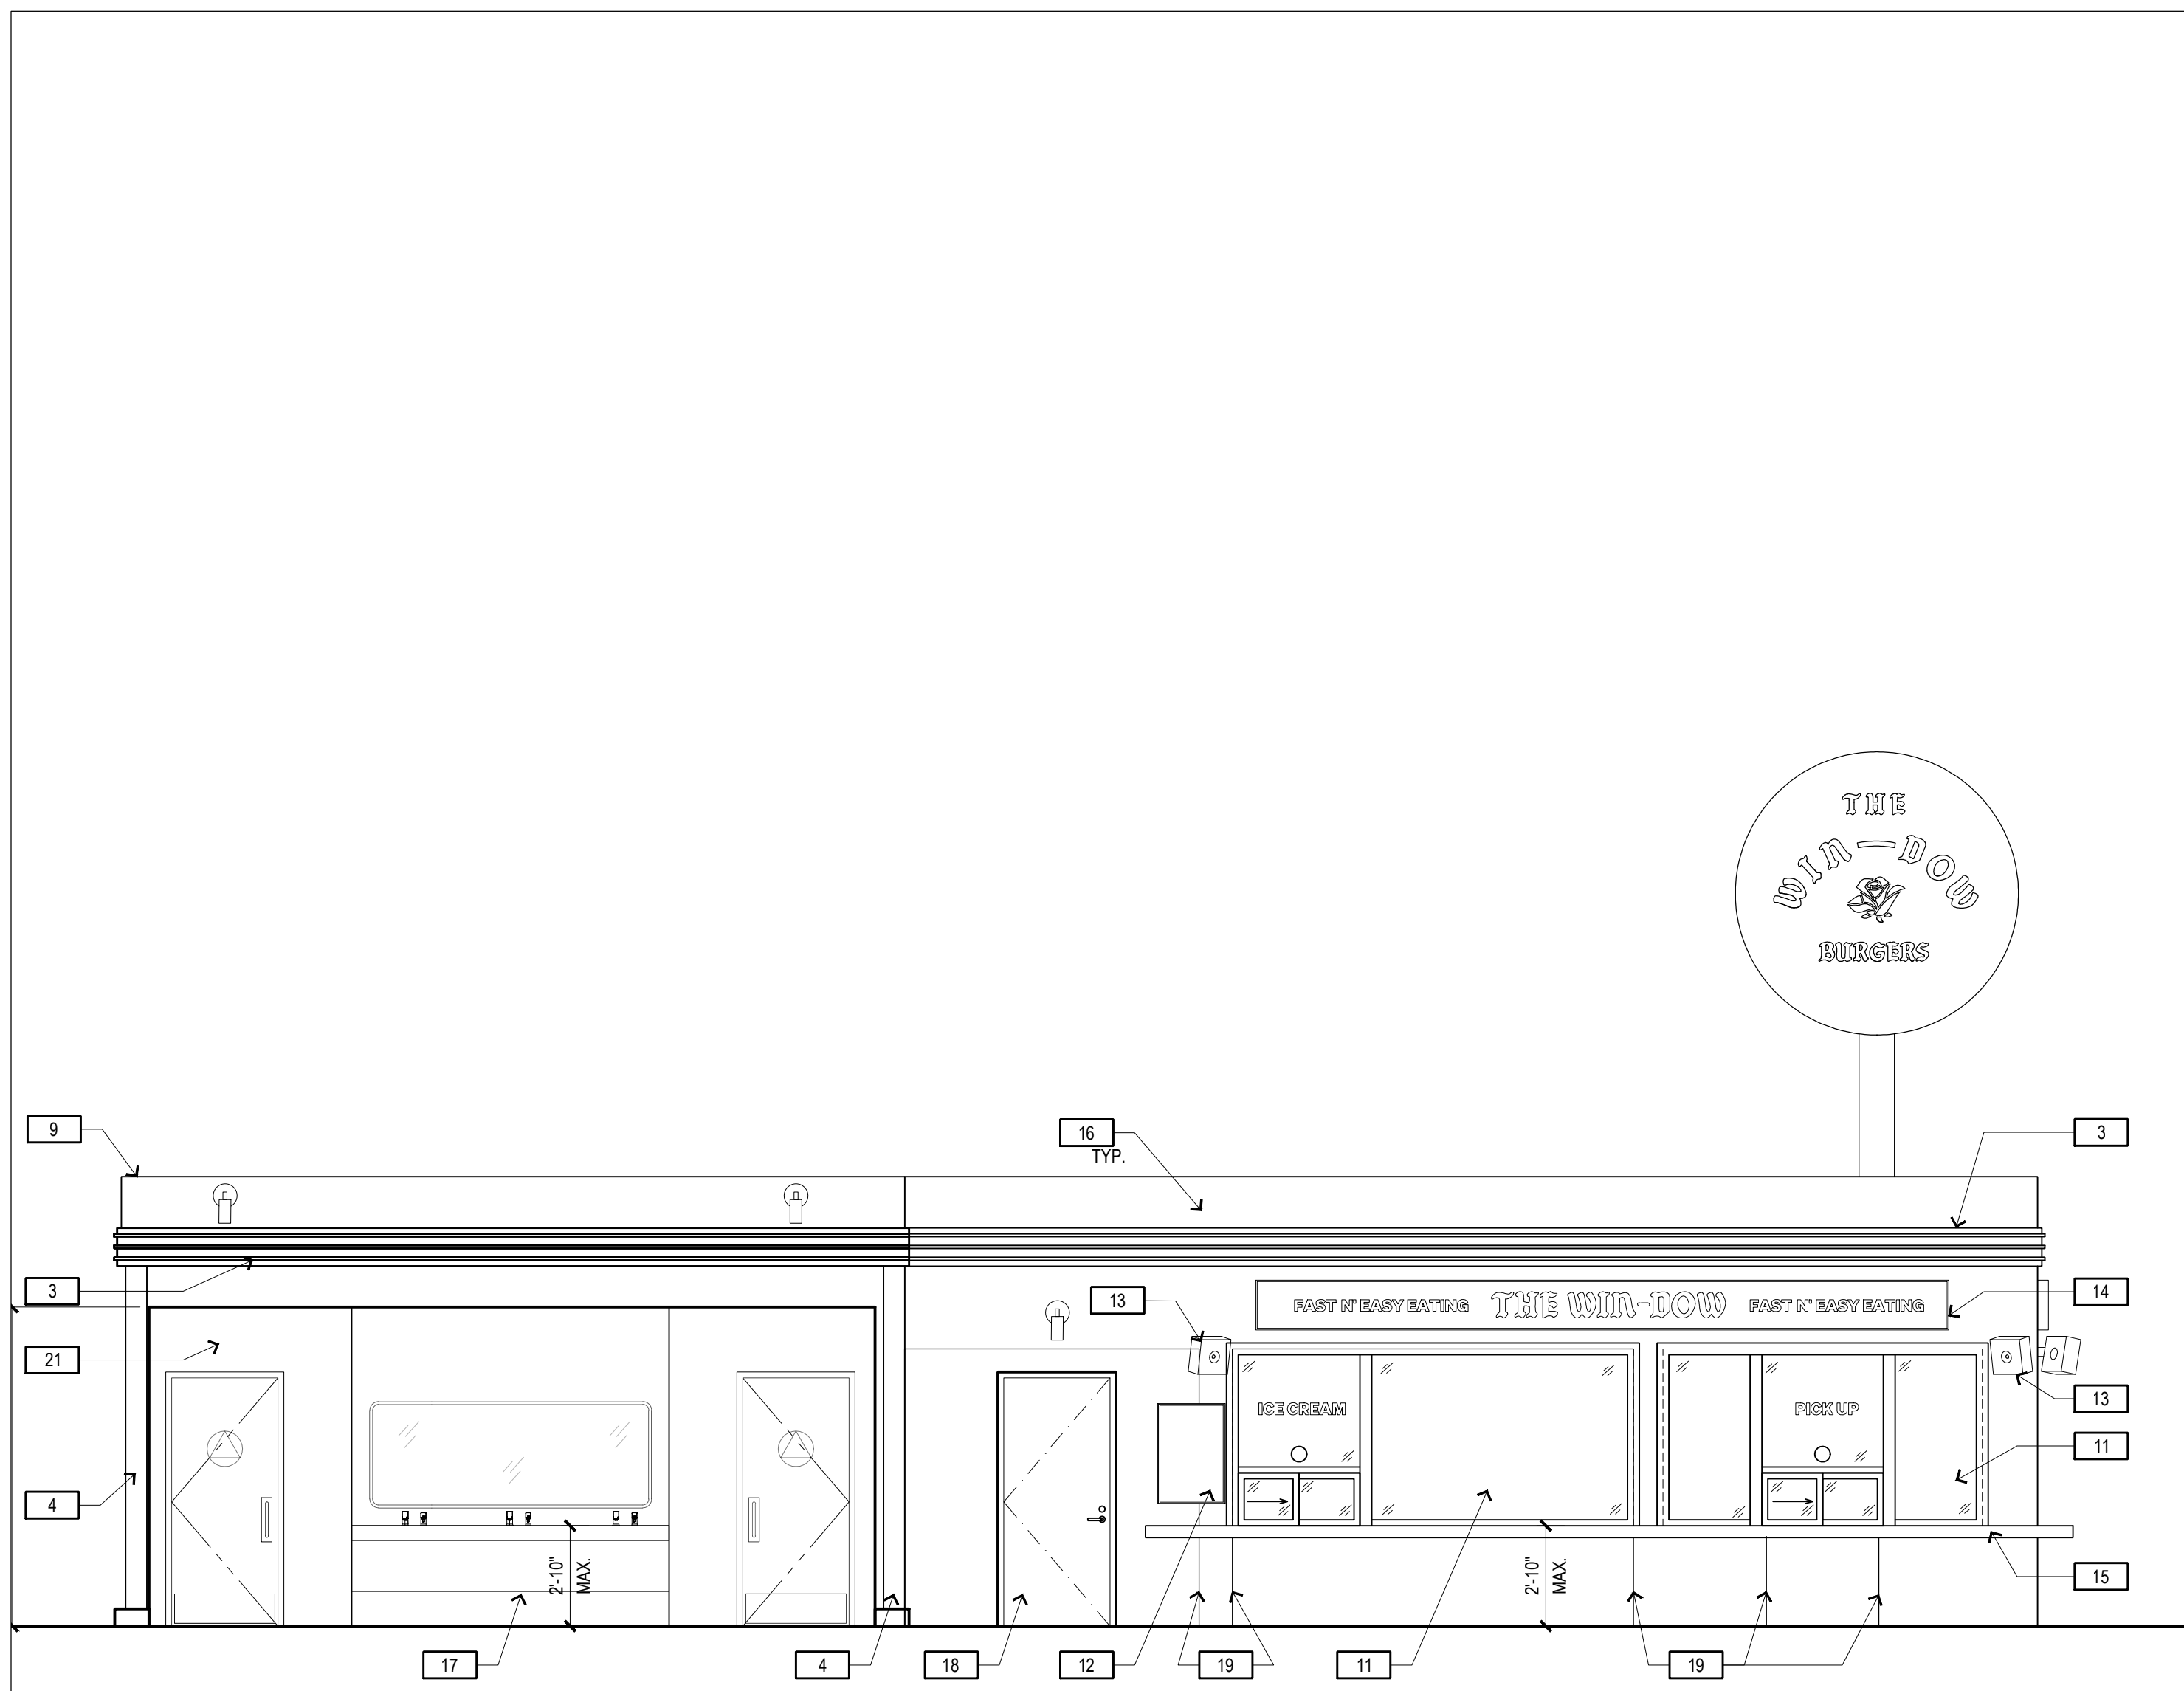 THE
WIN-DOW
BURGERS
9
16
TYP.
3
3
13
FAST N' EASY EATING THE WIN-DOW FAST N' EASY EATING
14
21
13
ICE CREAM
PICK UP
11
4
2'-10"
MAX.
2'-10"
MAX.
15
17
4
18
12
19
11
19